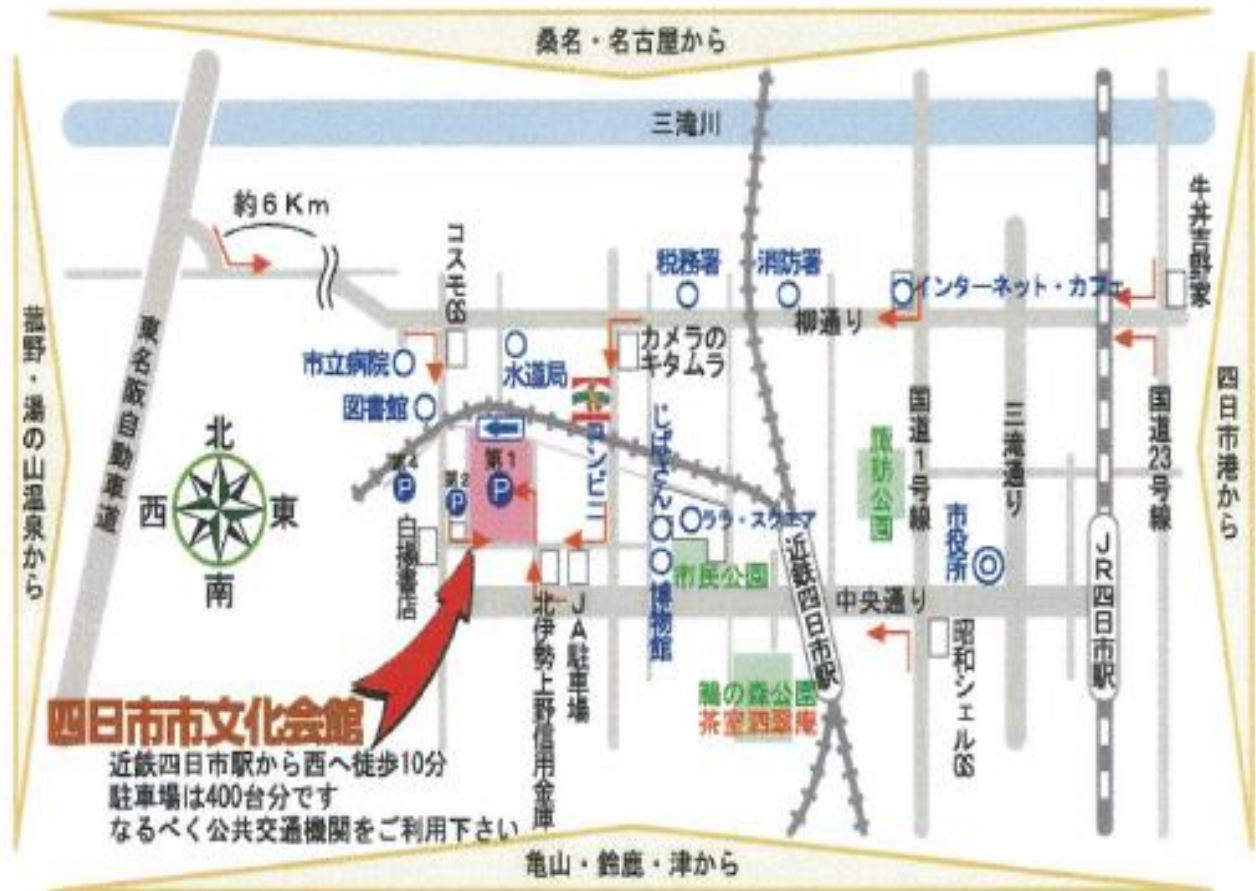 桑名・名古屋から
三滝川
約6Km
コスモGS
税務署
消防署
インターネット・カフェ
牛丼吉野家
柳通り
カメラの
キタムラ
市立病院
水道局
図書館
菰野・湯の山温泉から
東名阪自動車道
北
西
東
南
第4
P
第2
P
第1
P
コンビニ
じばさん
ララ・スクエア
諏訪公園
国道1号線
三滝通り
国道23号線
四日市港から
白揚書店
市民公園
博物館
近鉄四日市駅
市役所
中央通り
JR四日市駅
北伊勢上野信用金庫
JA駐車場
鵜の森公園
茶室泗翠庵
昭和シェルGS
四日市市文化会館
近鉄四日市駅から西へ徒歩10分
駐車場は400台分です
なるべく公共交通機関をご利用下さい
亀山・鈴鹿・津から